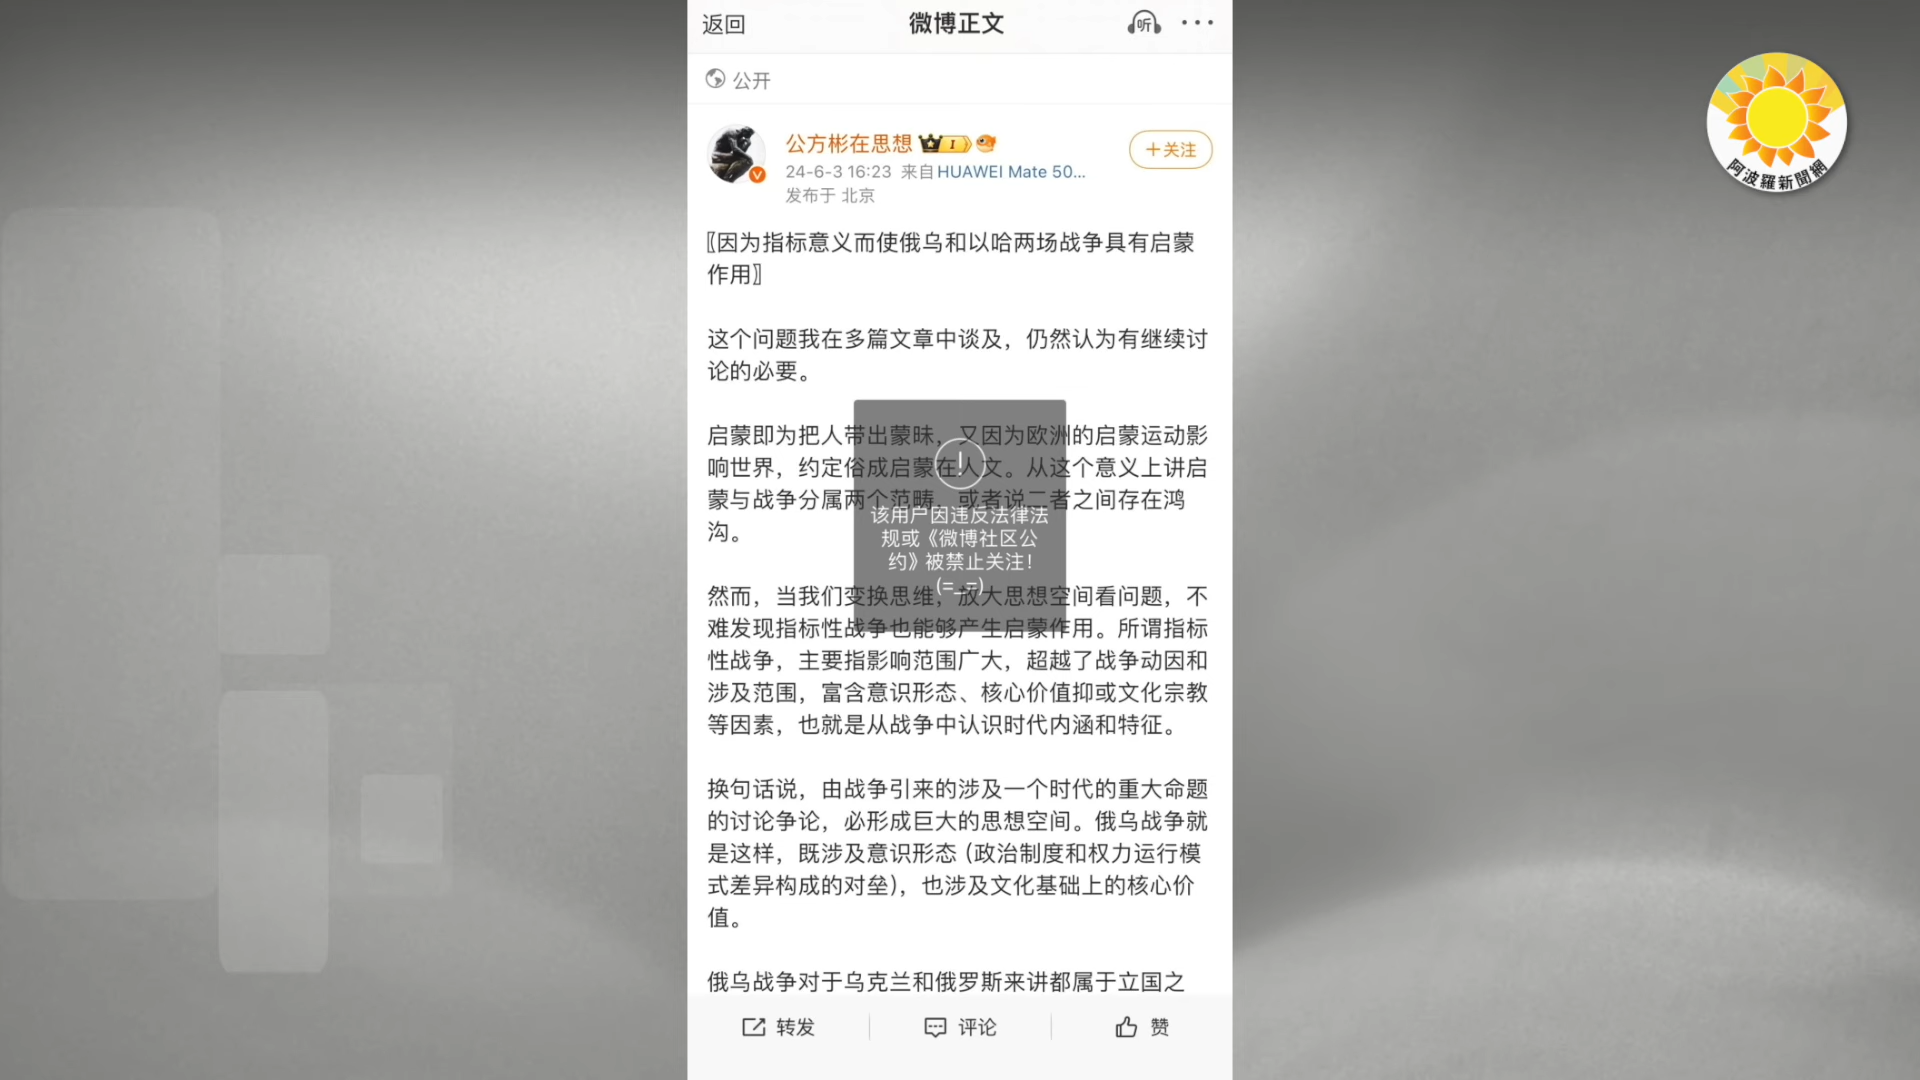 返回
微博正文
听
公开
公方彬在思想
I
+关注
24-6-3 16:23 来自HUAWEI Mate 50...
发布于 北京
〖因为指标意义而使俄乌和以哈两场战争具有启蒙
作用〗
这个问题我在多篇文章中谈及，仍然认为有继续讨
论的必要。
启蒙即为把人带出蒙昧，又因为欧洲的启蒙运动影
响世界，约定俗成启蒙在人文。从这个意义上讲启
蒙与战争分属两个范畴，或者说二者之间存在鸿
沟。
该用户因违反法律法
规或《微博社区公
约》被禁止关注！
(=_=)
然而，当我们变换思维，放大思想空间看问题，不
难发现指标性战争也能够产生启蒙作用。所谓指标
性战争，主要指影响范围广大，超越了战争动因和
涉及范围，富含意识形态、核心价值抑或文化宗教
等因素，也就是从战争中认识时代内涵和特征。
换句话说，由战争引来的涉及一个时代的重大命题
的讨论争论，必形成巨大的思想空间。俄乌战争就
是这样，既涉及意识形态（政治制度和权力运行模
式差异构成的对垒），也涉及文化基础上的核心价
值。
俄乌战争对于乌克兰和俄罗斯来讲都属于立国之
转发
评论
赞
阿波羅新聞網